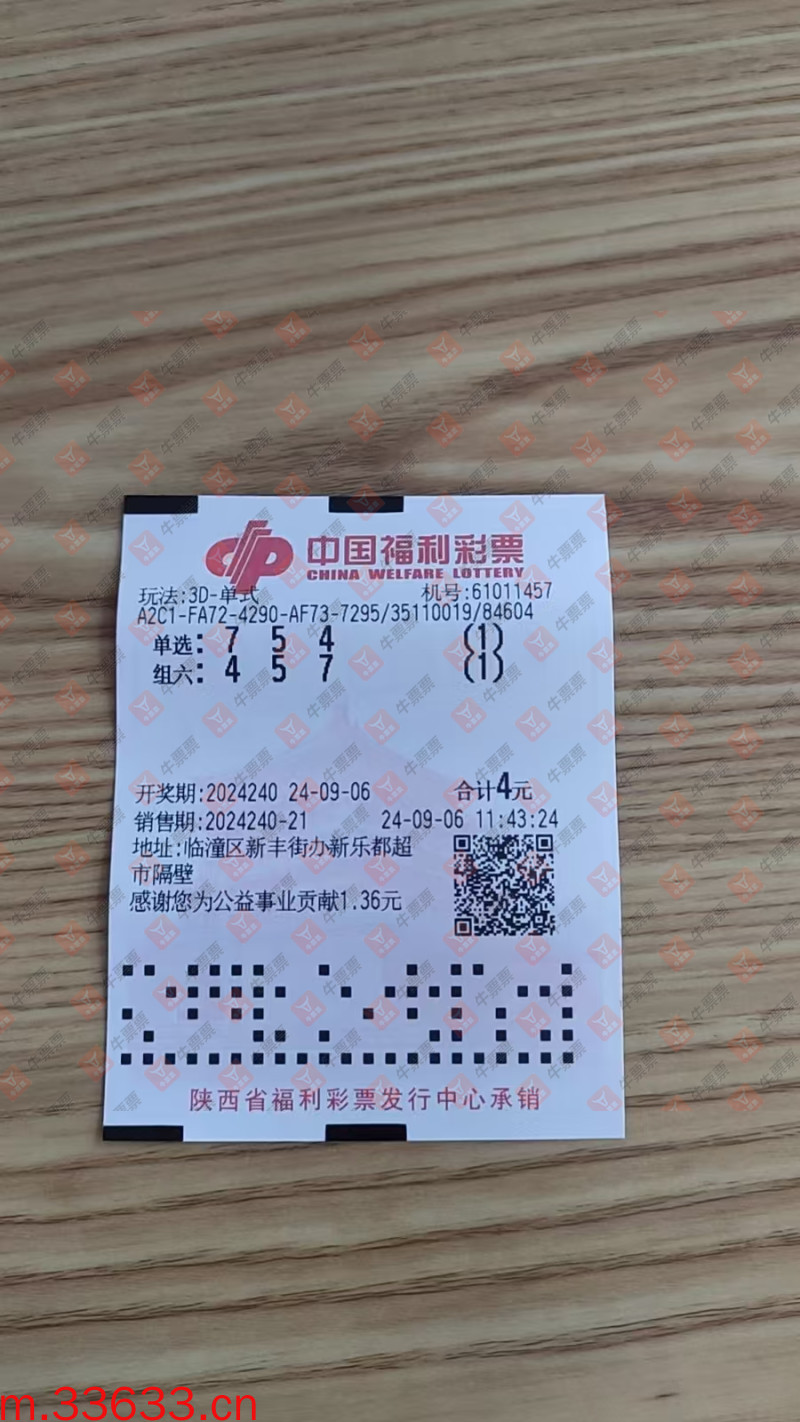 中国福利彩票
CHINA WELFARE LOTTERY
玩法:3D-单式 机号:61011457
A2C1-FA72-4290-AF73-7295/35110019/84604
单选: 7 5 4 (1)
组六: 4 5 7 (1)
开奖期:2024240 24-09-06 合计4元
销售期:2024240-21 24-09-06 11:43:24
地址:临潼区新丰街办新乐都超
市隔壁
感谢您为公益事业贡献1.36元
陕西省福利彩票发行中心承销
牛票票
m.33633.cn